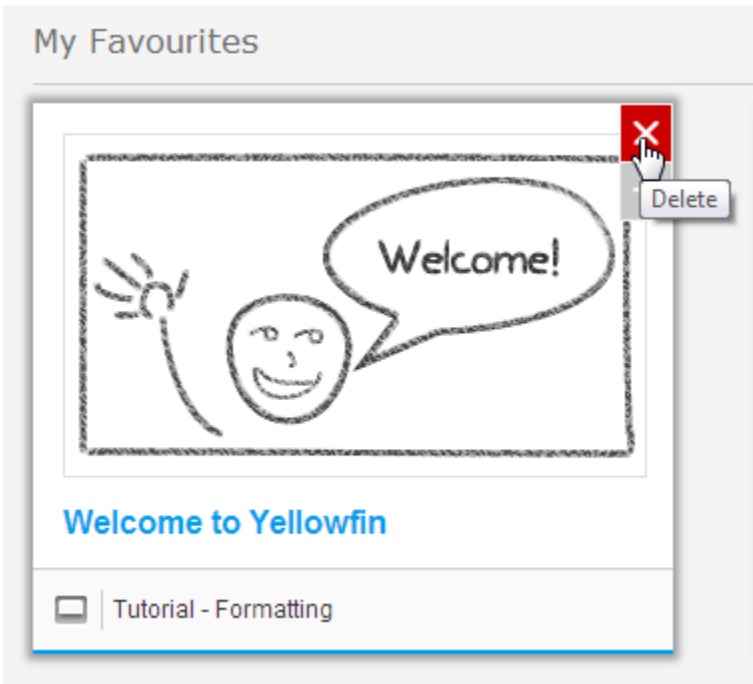 My Favourites
Delete
Welcome!
Welcome to Yellowfin
Tutorial - Formatting